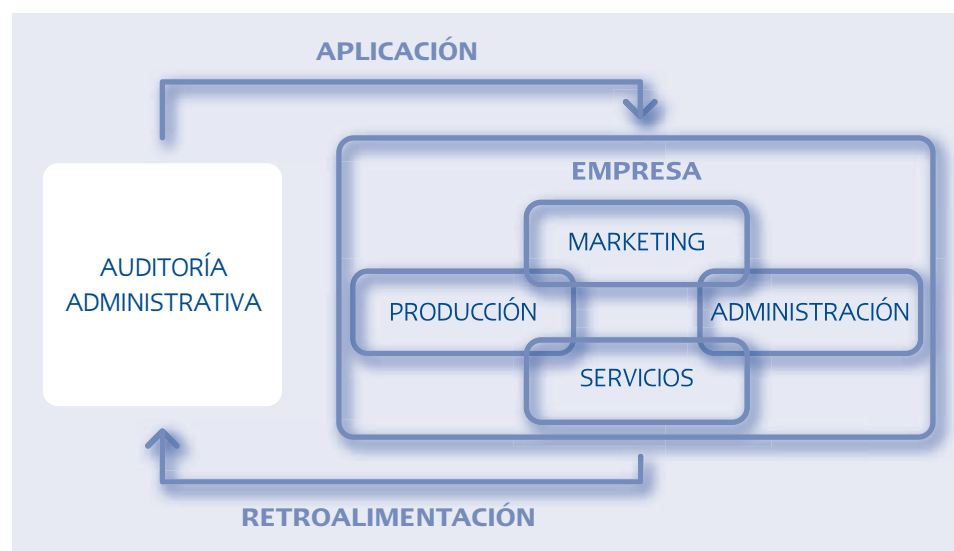 APLICACIÓN
EMPRESA
MARKETING
AUDITORÍA
ADMINISTRATIVA
PRODUCCIÓN
ADMINISTRACIÓN
SERVICIOS
RETROALIMENTACIÓN